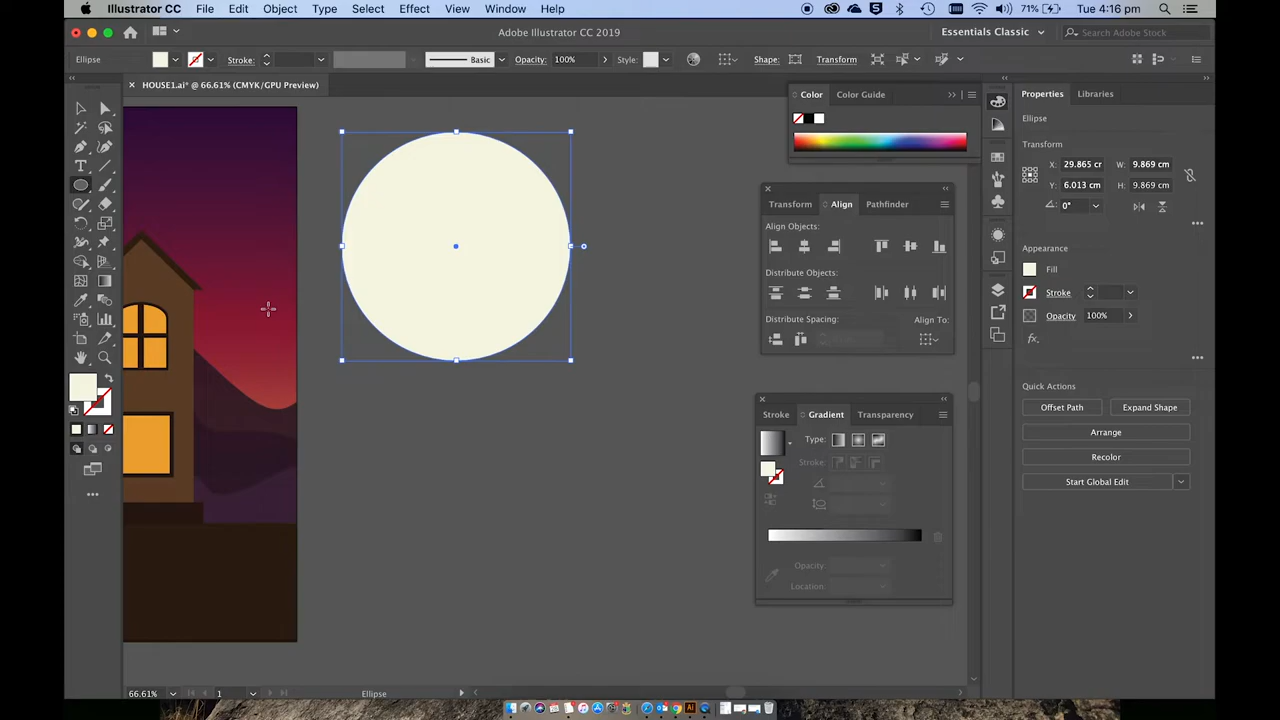 Illustrator CC File Edit Object Type Select Effect View Window Help 71% Tue 4:16 pm
Adobe Illustrator CC 2019 Essentials Classic Search Adobe Stock
Ellipse Stroke: Basic Opacity: 100% Style: Shape: Transform
HOUSE1.ai* @ 66.61% (CMYK/GPU Preview)
Color Color Guide
Properties Libraries
Ellipse
Transform
X: 29.865 cr W: 9.869 cm
Y: 6.013 cm H: 9.869 cm
0°
Transform Align Pathfinder
Align Objects:
Distribute Objects:
Distribute Spacing: Align To:
Appearance
Fill
Stroke
Opacity 100%
fx.
Quick Actions
Offset Path Expand Shape
Arrange
Recolor
Start Global Edit
Stroke Gradient Transparency
Type:
Stroke:
Opacity:
Location:
66.61% 1 Ellipse